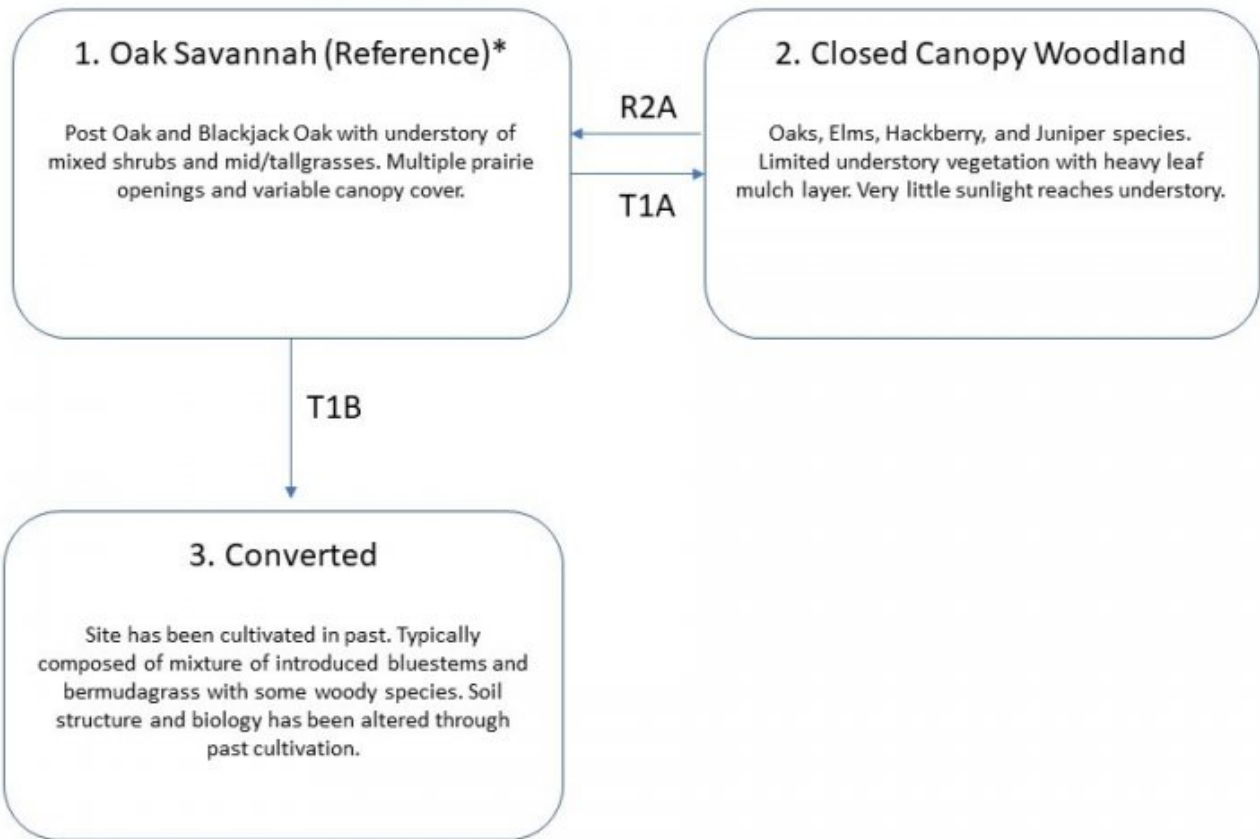 1. Oak Savannah (Reference)*
Post Oak and Blackjack Oak with understory of
mixed shrubs and mid/tallgrasses. Multiple prairie
openings and variable canopy cover.
R2A
T1A
2. Closed Canopy Woodland
Oaks, Elms, Hackberry, and Juniper species.
Limited understory vegetation with heavy leaf
mulch layer. Very little sunlight reaches understory.
T1B
3. Converted
Site has been cultivated in past. Typically
composed of mixture of introduced bluestems and
bermudagrass with some woody species. Soil
structure and biology has been altered through
past cultivation.